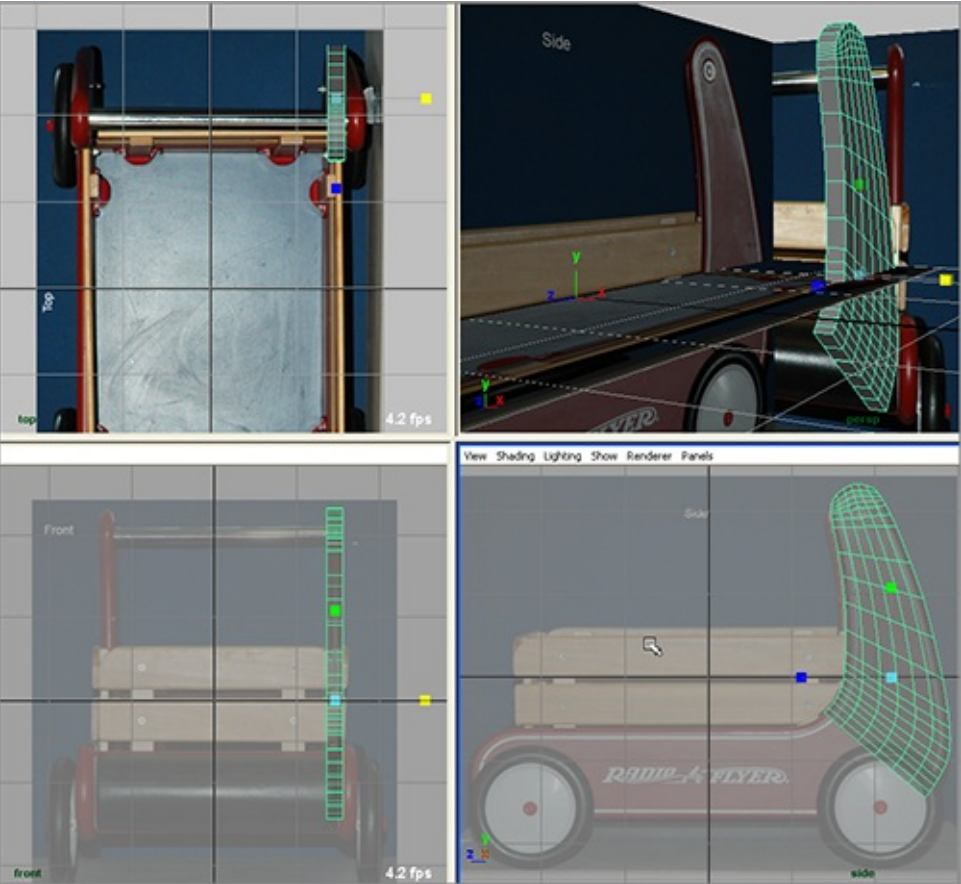 Top
top
4.2 fps
Side
y
z
x
y
x
FLYER
persp
Front
front
4.2 fps
View Shading Lighting Show Renderer Panels
Side
RADIO FLYER.
y
z
side